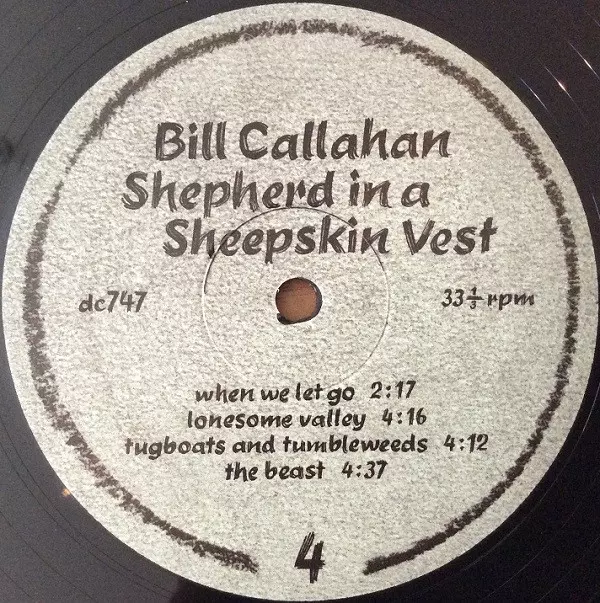 Bill Callahan
Shepherd in a
Sheepskin Vest
dc747 33⅓ rpm
when we let go 2:17
lonesome valley 4:16
tugboats and tumbleweeds 4:12
the beast 4:37
4